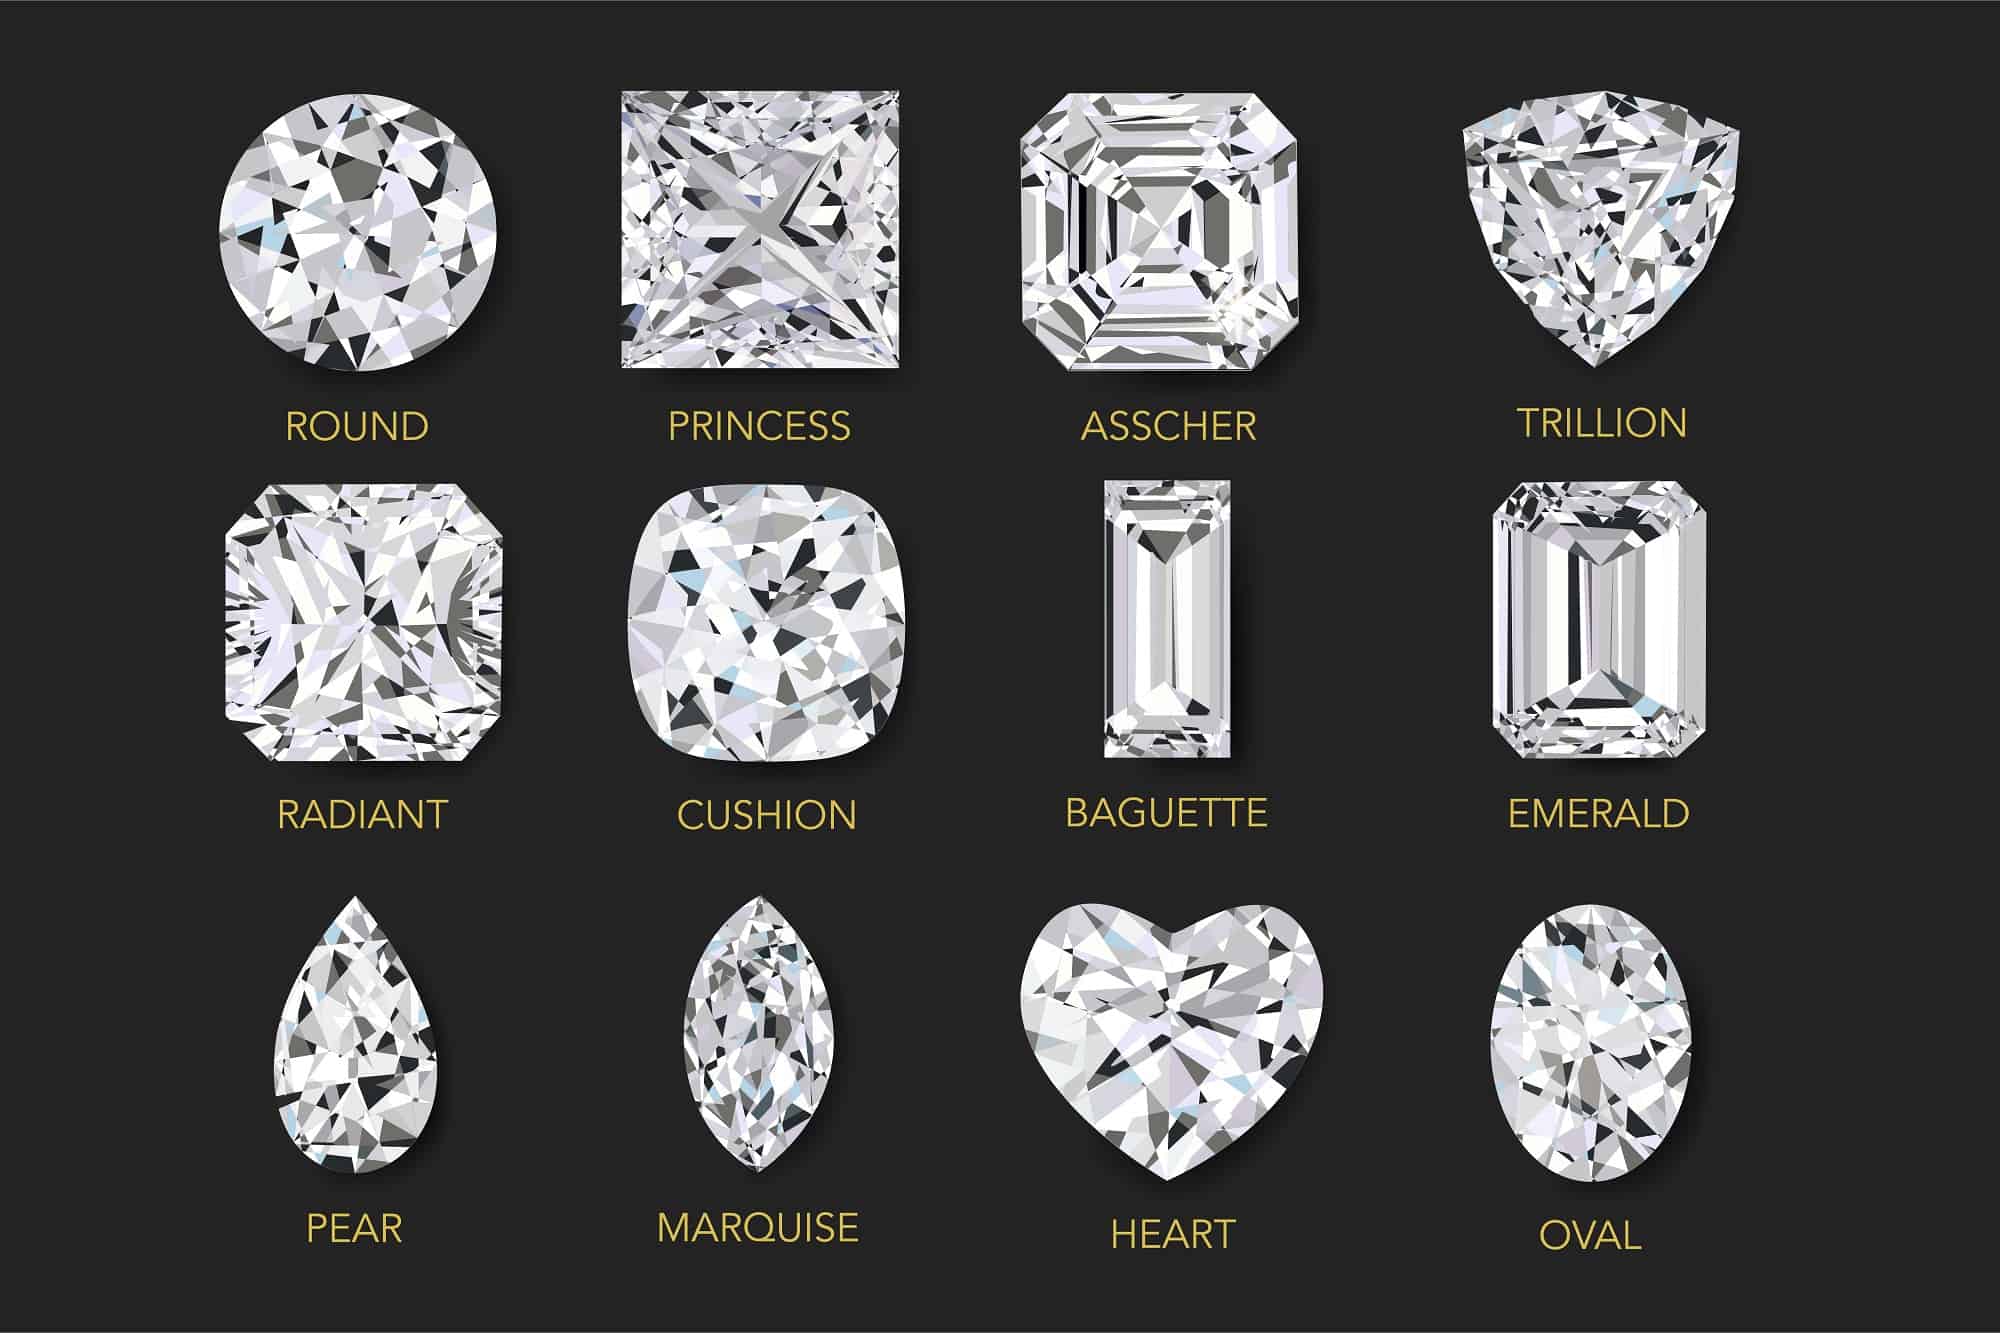 ROUND
PRINCESS
ASSCHER
TRILLION
RADIANT
CUSHION
BAGUETTE
EMERALD
PEAR
MARQUISE
HEART
OVAL